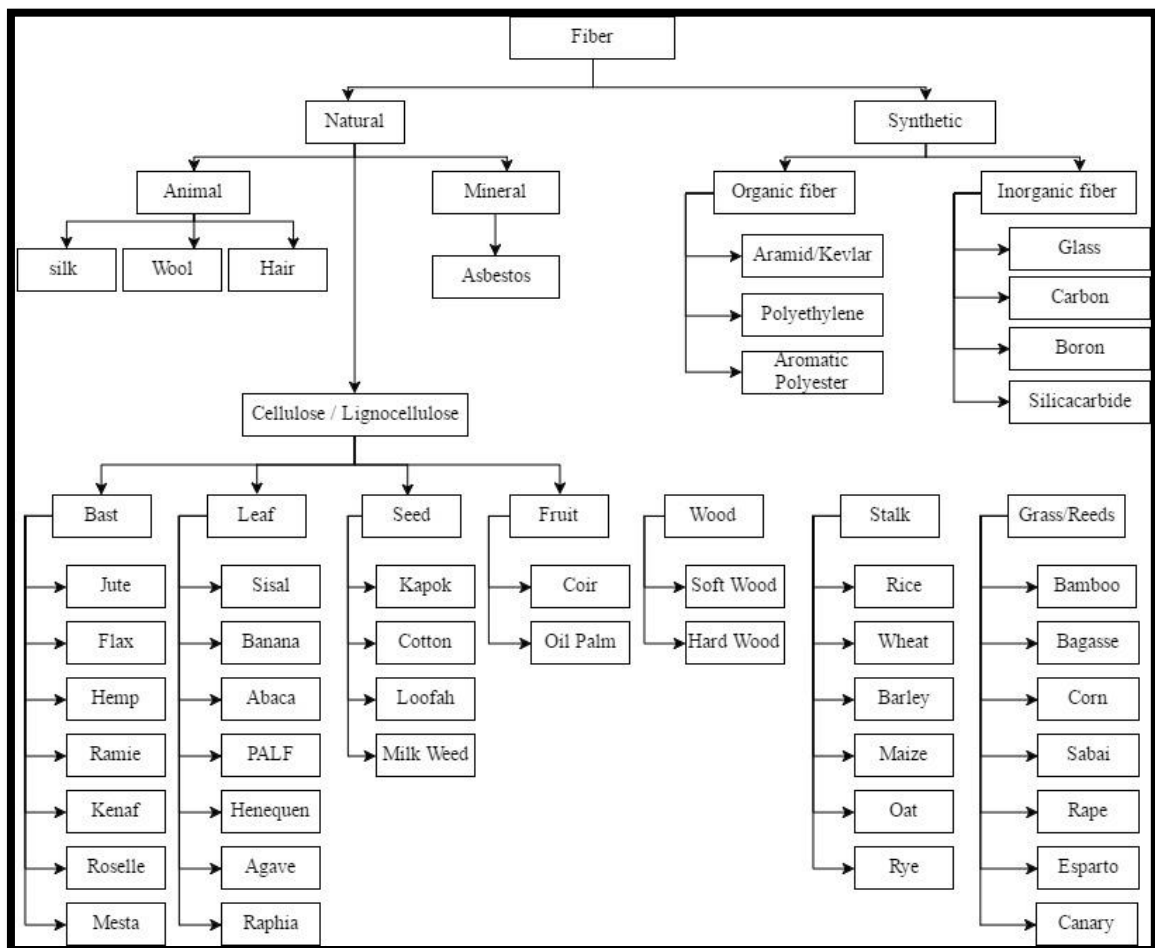 Fiber
Natural
Synthetic
Animal
Mineral
Organic fiber
Inorganic fiber
silk
Wool
Hair
Asbestos
Aramid/Kevlar
Polyethylene
Aromatic
Polyester
Glass
Carbon
Boron
Silicacarbide
Cellulose / Lignocellulose
Bast
Leaf
Seed
Fruit
Wood
Stalk
Grass/Reeds
Jute
Flax
Hemp
Ramie
Kenaf
Roselle
Mesta
Sisal
Banana
Abaca
PALF
Henequen
Agave
Raphia
Kapok
Cotton
Loofah
Milk Weed
Coir
Oil Palm
Soft Wood
Hard Wood
Rice
Wheat
Barley
Maize
Oat
Rye
Bamboo
Bagasse
Corn
Sabai
Rape
Esparto
Canary